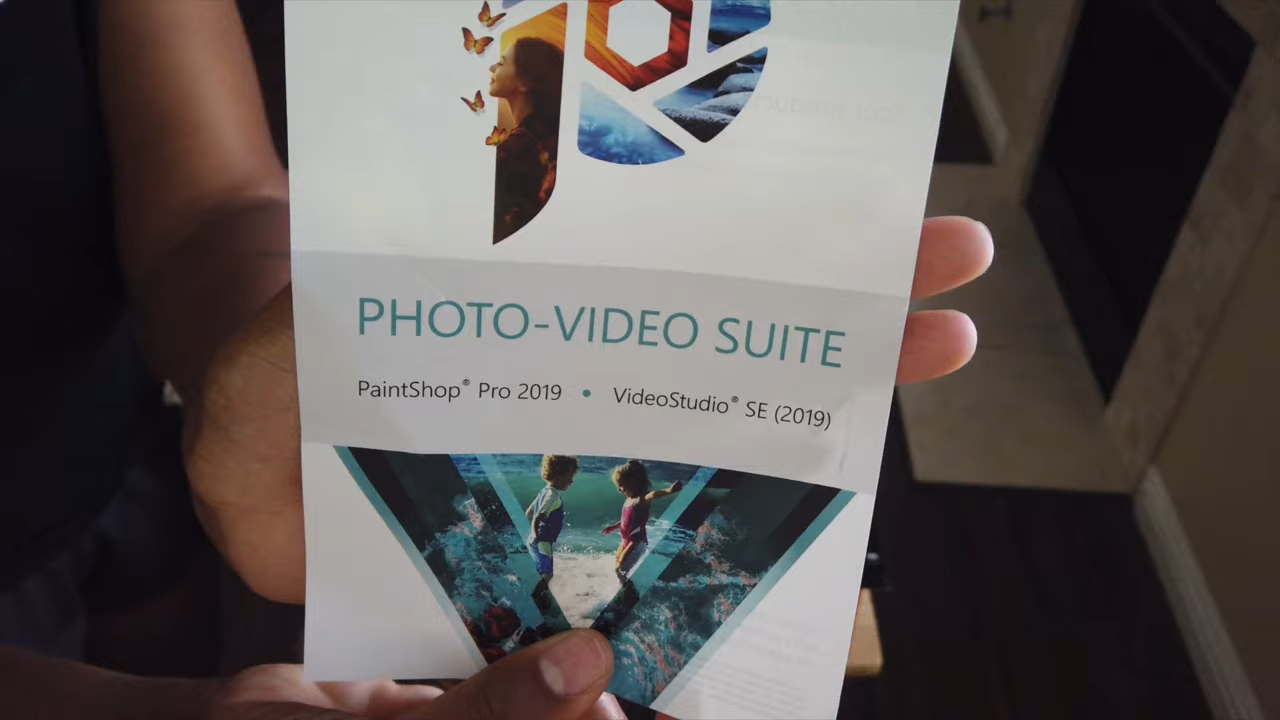 PHOTO-VIDEO SUITE
PaintShop® Pro 2019 • VideoStudio® SE (2019)